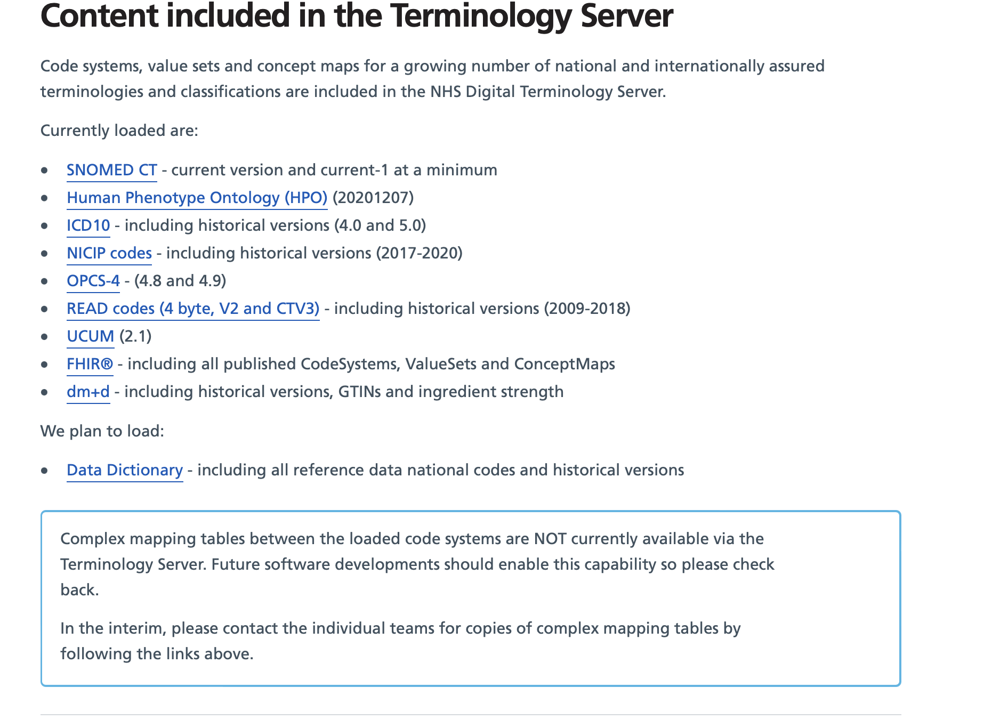 Content included in the Terminology Server
Code systems, value sets and concept maps for a growing number of national and internationally assured
terminologies and classifications are included in the NHS Digital Terminology Server.
Currently loaded are:
• SNOMED CT - current version and current-1 at a minimum
• Human Phenotype Ontology (HPO) (20201207)
• ICD10 - including historical versions (4.0 and 5.0)
• NICIP codes - including historical versions (2017-2020)
• OPCS-4 - (4.8 and 4.9)
• READ codes (4 byte, V2 and CTV3) - including historical versions (2009-2018)
• UCUM (2.1)
• FHIR® - including all published CodeSystems, ValueSets and ConceptMaps
• dm+d - including historical versions, GTINs and ingredient strength
We plan to load:
• Data Dictionary - including all reference data national codes and historical versions
Complex mapping tables between the loaded code systems are NOT currently available via the
Terminology Server. Future software developments should enable this capability so please check
back.
In the interim, please contact the individual teams for copies of complex mapping tables by
following the links above.